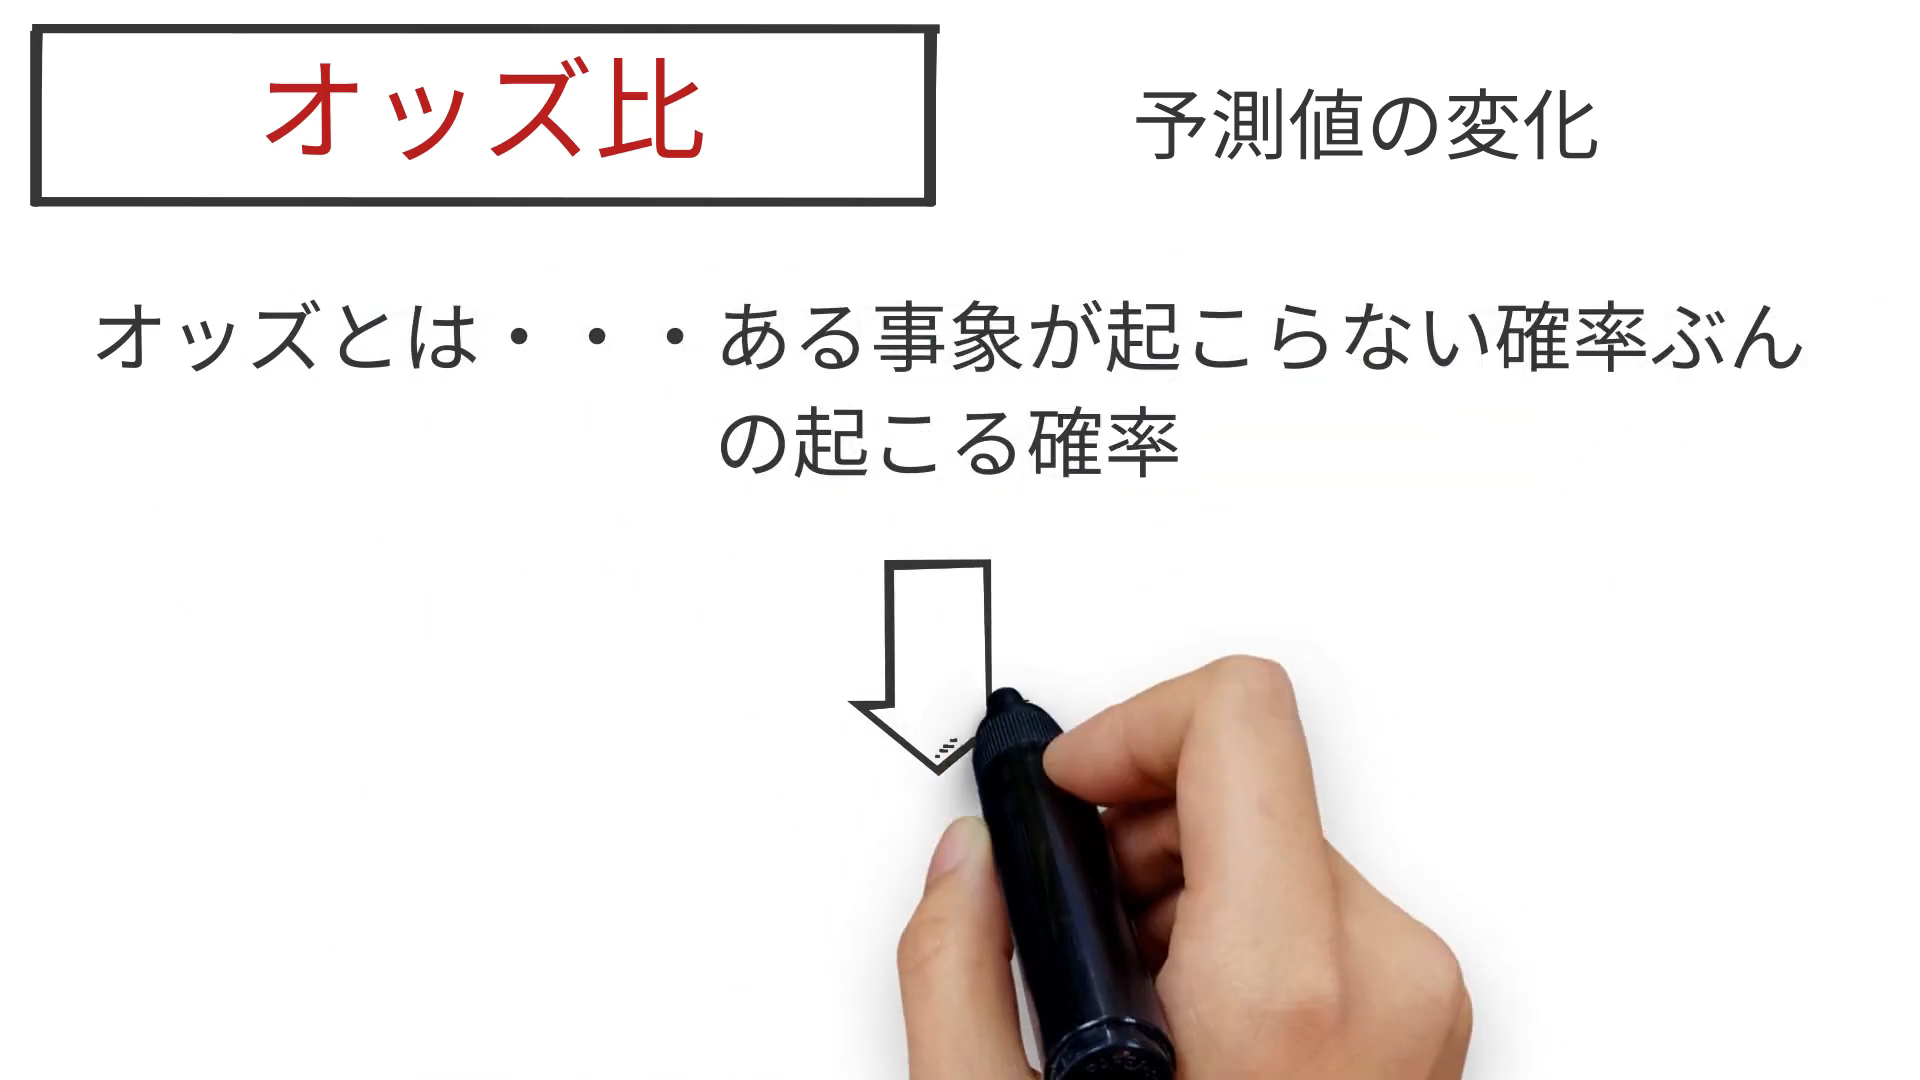 オッズ比
予測値の変化
オッズとは・・・ある事象が起こらない確率ぶん
の起こる確率